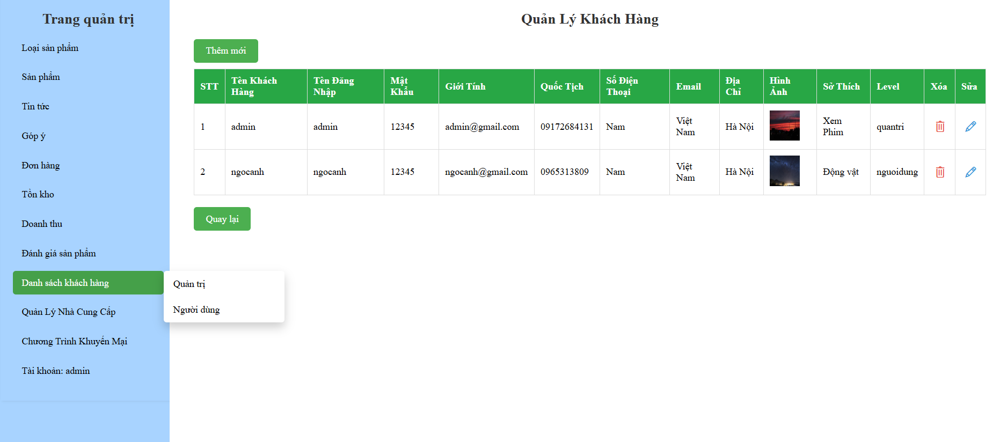 Trang quản trị
Loại sản phẩm
Sản phẩm
Tin tức
Góp ý
Đơn hàng
Tồn kho
Doanh thu
Đánh giá sản phẩm
Danh sách khách hàng
Quản trị
Người dùng
Quản Lý Nhà Cung Cấp
Chương Trình Khuyến Mại
Tài khoản: admin
Quản Lý Khách Hàng
Thêm mới
STT Tên Khách Hàng Tên Đăng Nhập Mật Khẩu Giới Tính Quốc Tịch Số Điện Thoại Email Địa Chỉ Hình Ảnh Sở Thích Level Xóa Sửa
1 admin admin 12345 admin@gmail.com 09172684131 Nam Việt Nam Hà Nội Xem Phim quantri
2 ngocanh ngocanh 12345 ngocanh@gmail.com 0965313809 Nam Việt Nam Hà Nội Động vật nguoidung
Quay lại